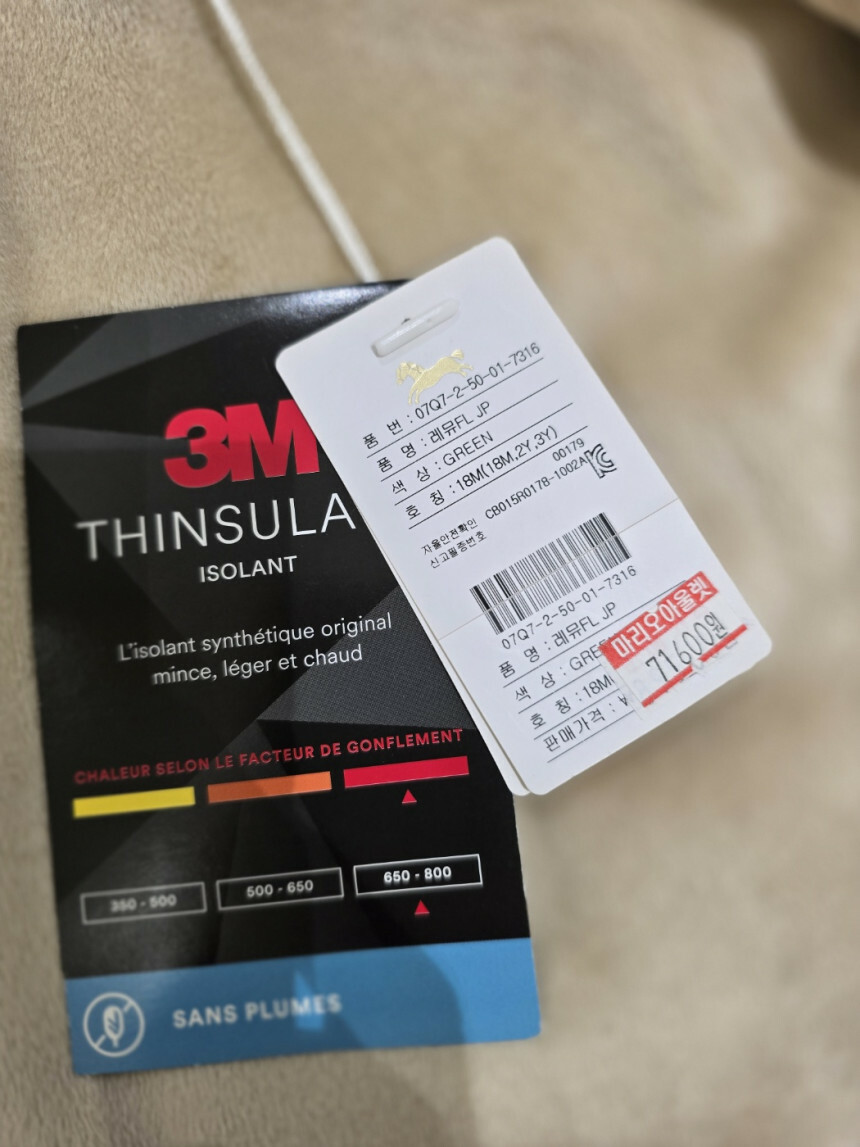 3M
THINSULA
ISOLANT
L'isolant synthétique original
mince, léger et chaud
CHALEUR SELON LE FACTEUR DE GONFLEMENT
350 - 500
500 - 650
650 - 800
SANS PLUMES
품 번 : 07Q7-2-50-01-7316
품 명 : 레뮤FL JP
색 상 : GREEN
호 칭 : 18M(18M,2Y,3Y)
00179
자율안전확인 CB015R0178-1002A
신고필증번호
07Q7-2-50-01-7316
품 명 : 레뮤FL JP
색 상 : GRE
호 칭 : 18M
판매가격 : ₩
마리오아울렛
71600원